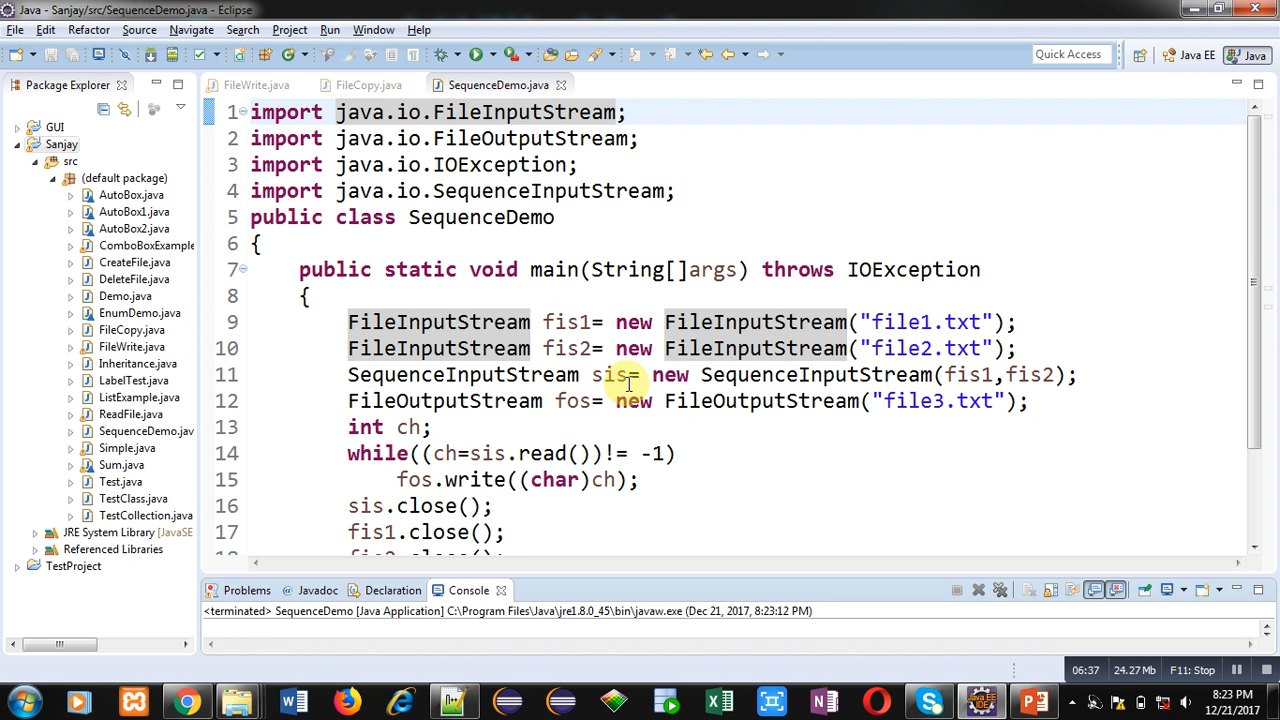 Java - Sanjay/src/SequenceDemo.java - Eclipse
File Edit Refactor Source Navigate Search Project Run Window Help
Quick Access
Java EE
Java
Package Explorer
FileWrite.java
FileCopy.java
SequenceDemo.java
GUI
Sanjay
src
(default package)
AutoBox.java
AutoBox1.java
AutoBox2.java
ComboBoxExample
CreateFile.java
DeleteFile.java
Demo.java
EnumDemo.java
FileCopy.java
FileWrite.java
Inheritance.java
LabelTest.java
ListExample.java
ReadFile.java
SequenceDemo.jav
Simple.java
Sum.java
Test.java
TestClass.java
TestCollection.java
JRE System Library [JavaSE
Referenced Libraries
TestProject
1 import java.io.FileInputStream;
2 import java.io.FileOutputStream;
3 import java.io.IOException;
4 import java.io.SequenceInputStream;
5 public class SequenceDemo
6 {
7 public static void main(String[]args) throws IOException
8 {
9 FileInputStream fis1= new FileInputStream("file1.txt");
10 FileInputStream fis2= new FileInputStream("file2.txt");
11 SequenceInputStream sis= new SequenceInputStream(fis1,fis2);
12 FileOutputStream fos= new FileOutputStream("file3.txt");
13 int ch;
14 while((ch=sis.read())!= -1)
15 fos.write((char)ch);
16 sis.close();
17 fis1.close();
18 fis2.close();
Problems @ Javadoc Declaration Console
<terminated> SequenceDemo [Java Application] C:\Program Files\Java\jre1.8.0_45\bin\javaw.exe (Dec 21, 2017, 8:23:12 PM)
06:37 24.27 Mb F11: Stop
8:23 PM
12/21/2017